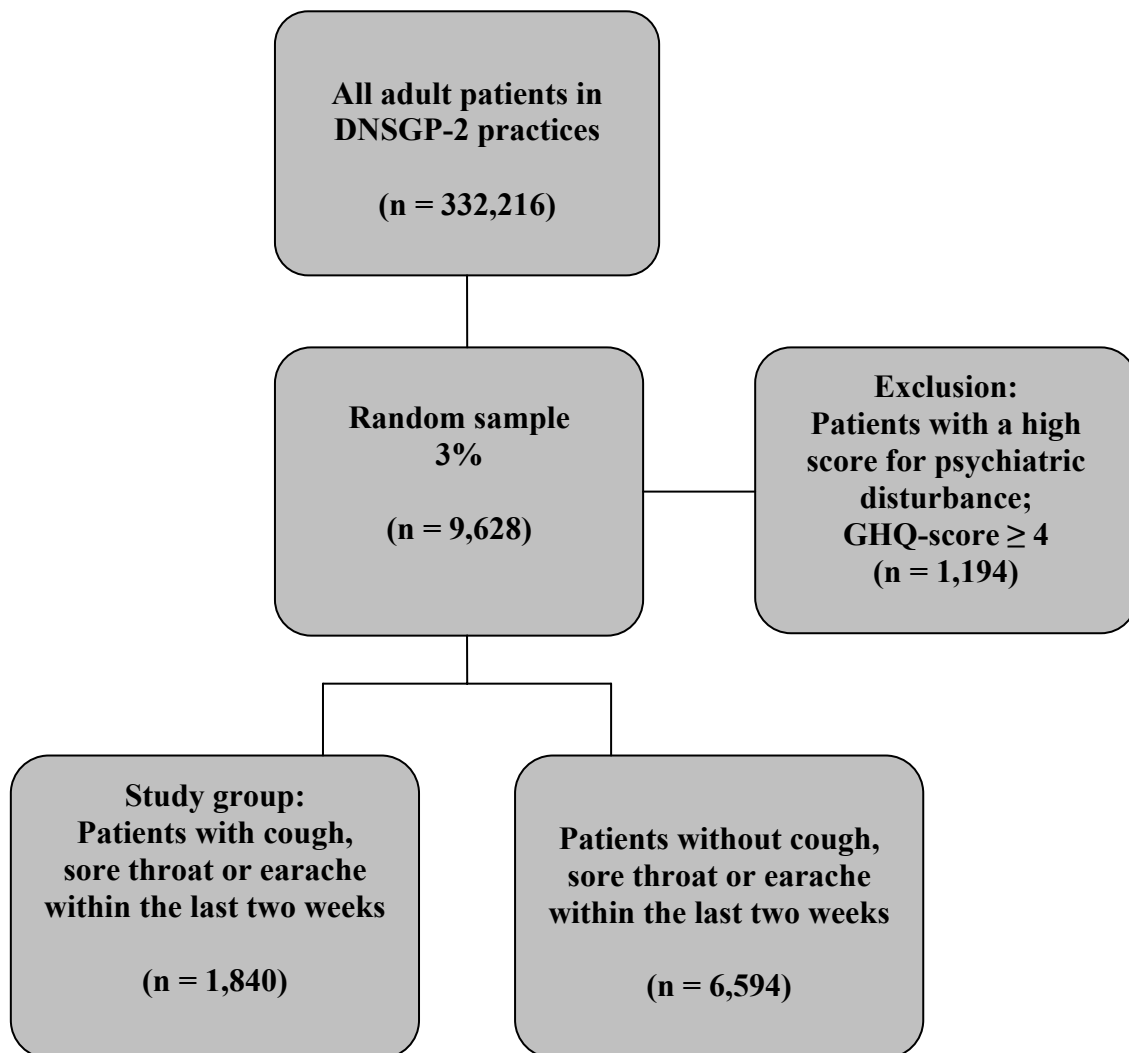 All adult patients in
DNSGP-2 practices
(n = 332,216)
Random sample
3%
(n = 9,628)
Exclusion:
Patients with a high
score for psychiatric
disturbance;
GHQ-score ≥ 4
(n = 1,194)
Study group:
Patients with cough,
sore throat or earache
within the last two weeks
(n = 1,840)
Patients without cough,
sore throat or earache
within the last two weeks
(n = 6,594)